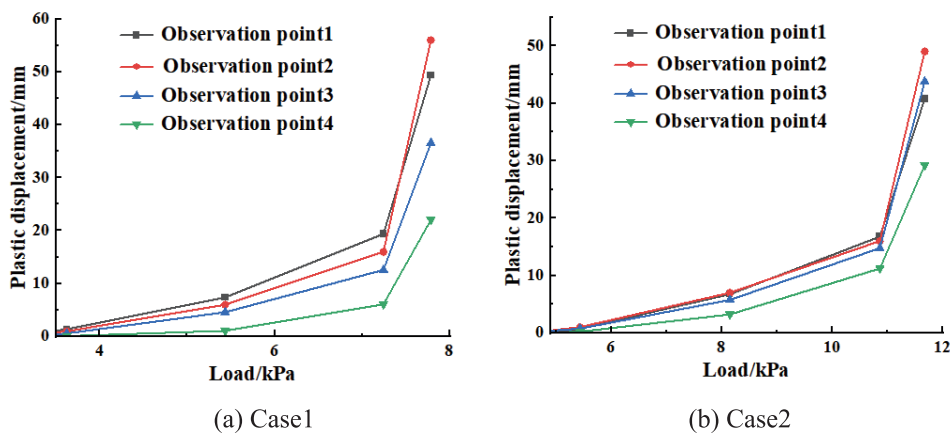 60
50
40
30
20
10
0
Plastic displacement/mm
Observation point1
Observation point2
Observation point3
Observation point4
4 6 8
Load/kPa
(a) Case1
50
40
30
20
10
0
Plastic displacement/mm
Observation point1
Observation point2
Observation point3
Observation point4
6 8 10 12
Load/kPa
(b) Case2